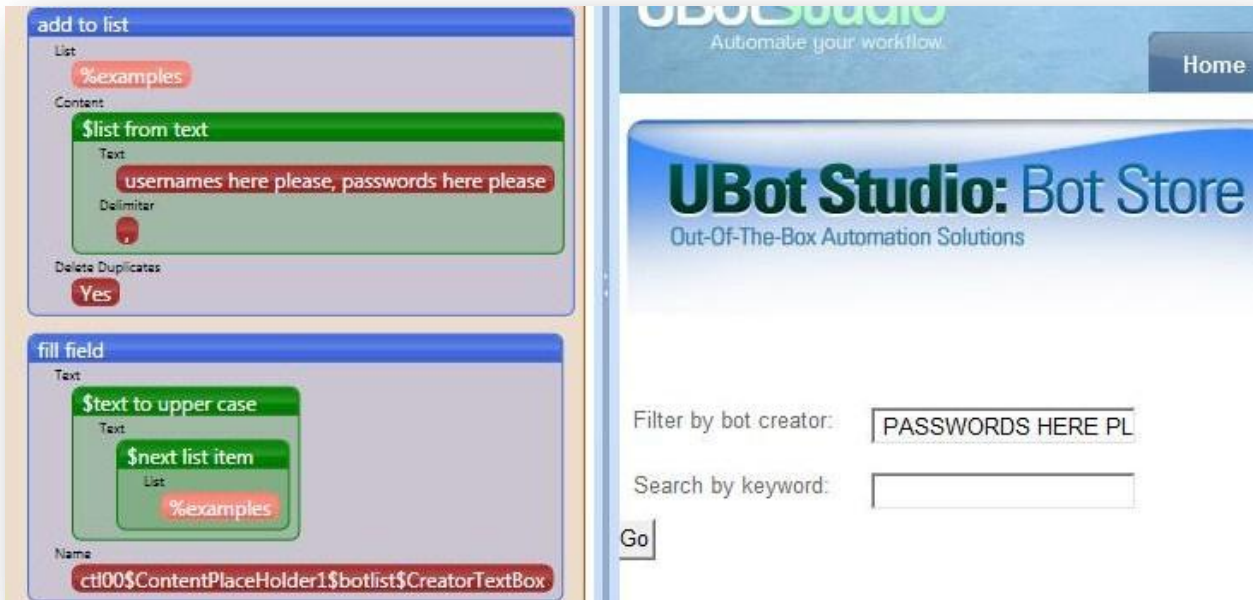 add to list
List
%examples
Content
$list from text
Text
usernames here please, passwords here please
Delimiter
,
Delete Duplicates
Yes
fill field
Text
$text to upper case
Text
$next list item
List
%examples
Name
ctl00$ContentPlaceHolder1$botlist$CreatorTextBox
UBotStudio
Automate your workflow.
Home
UBot Studio: Bot Store
Out-Of-The-Box Automation Solutions
Filter by bot creator: PASSWORDS HERE PL
Search by keyword:
Go